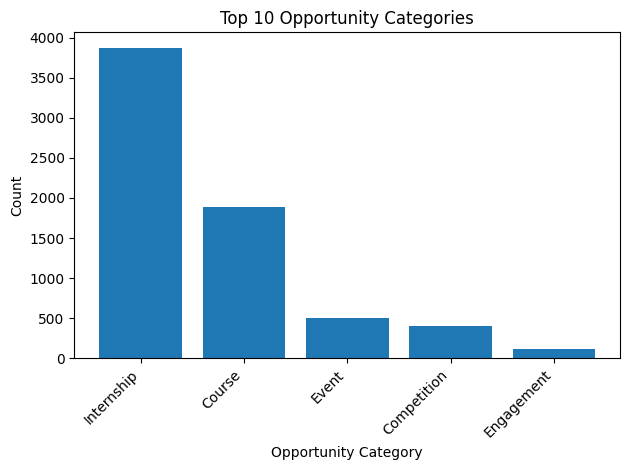 Top 10 Opportunity Categories
4000
3500
3000
2500
2000
1500
1000
500
0
Count
Internship
Course
Event
Competition
Engagement
Opportunity Category